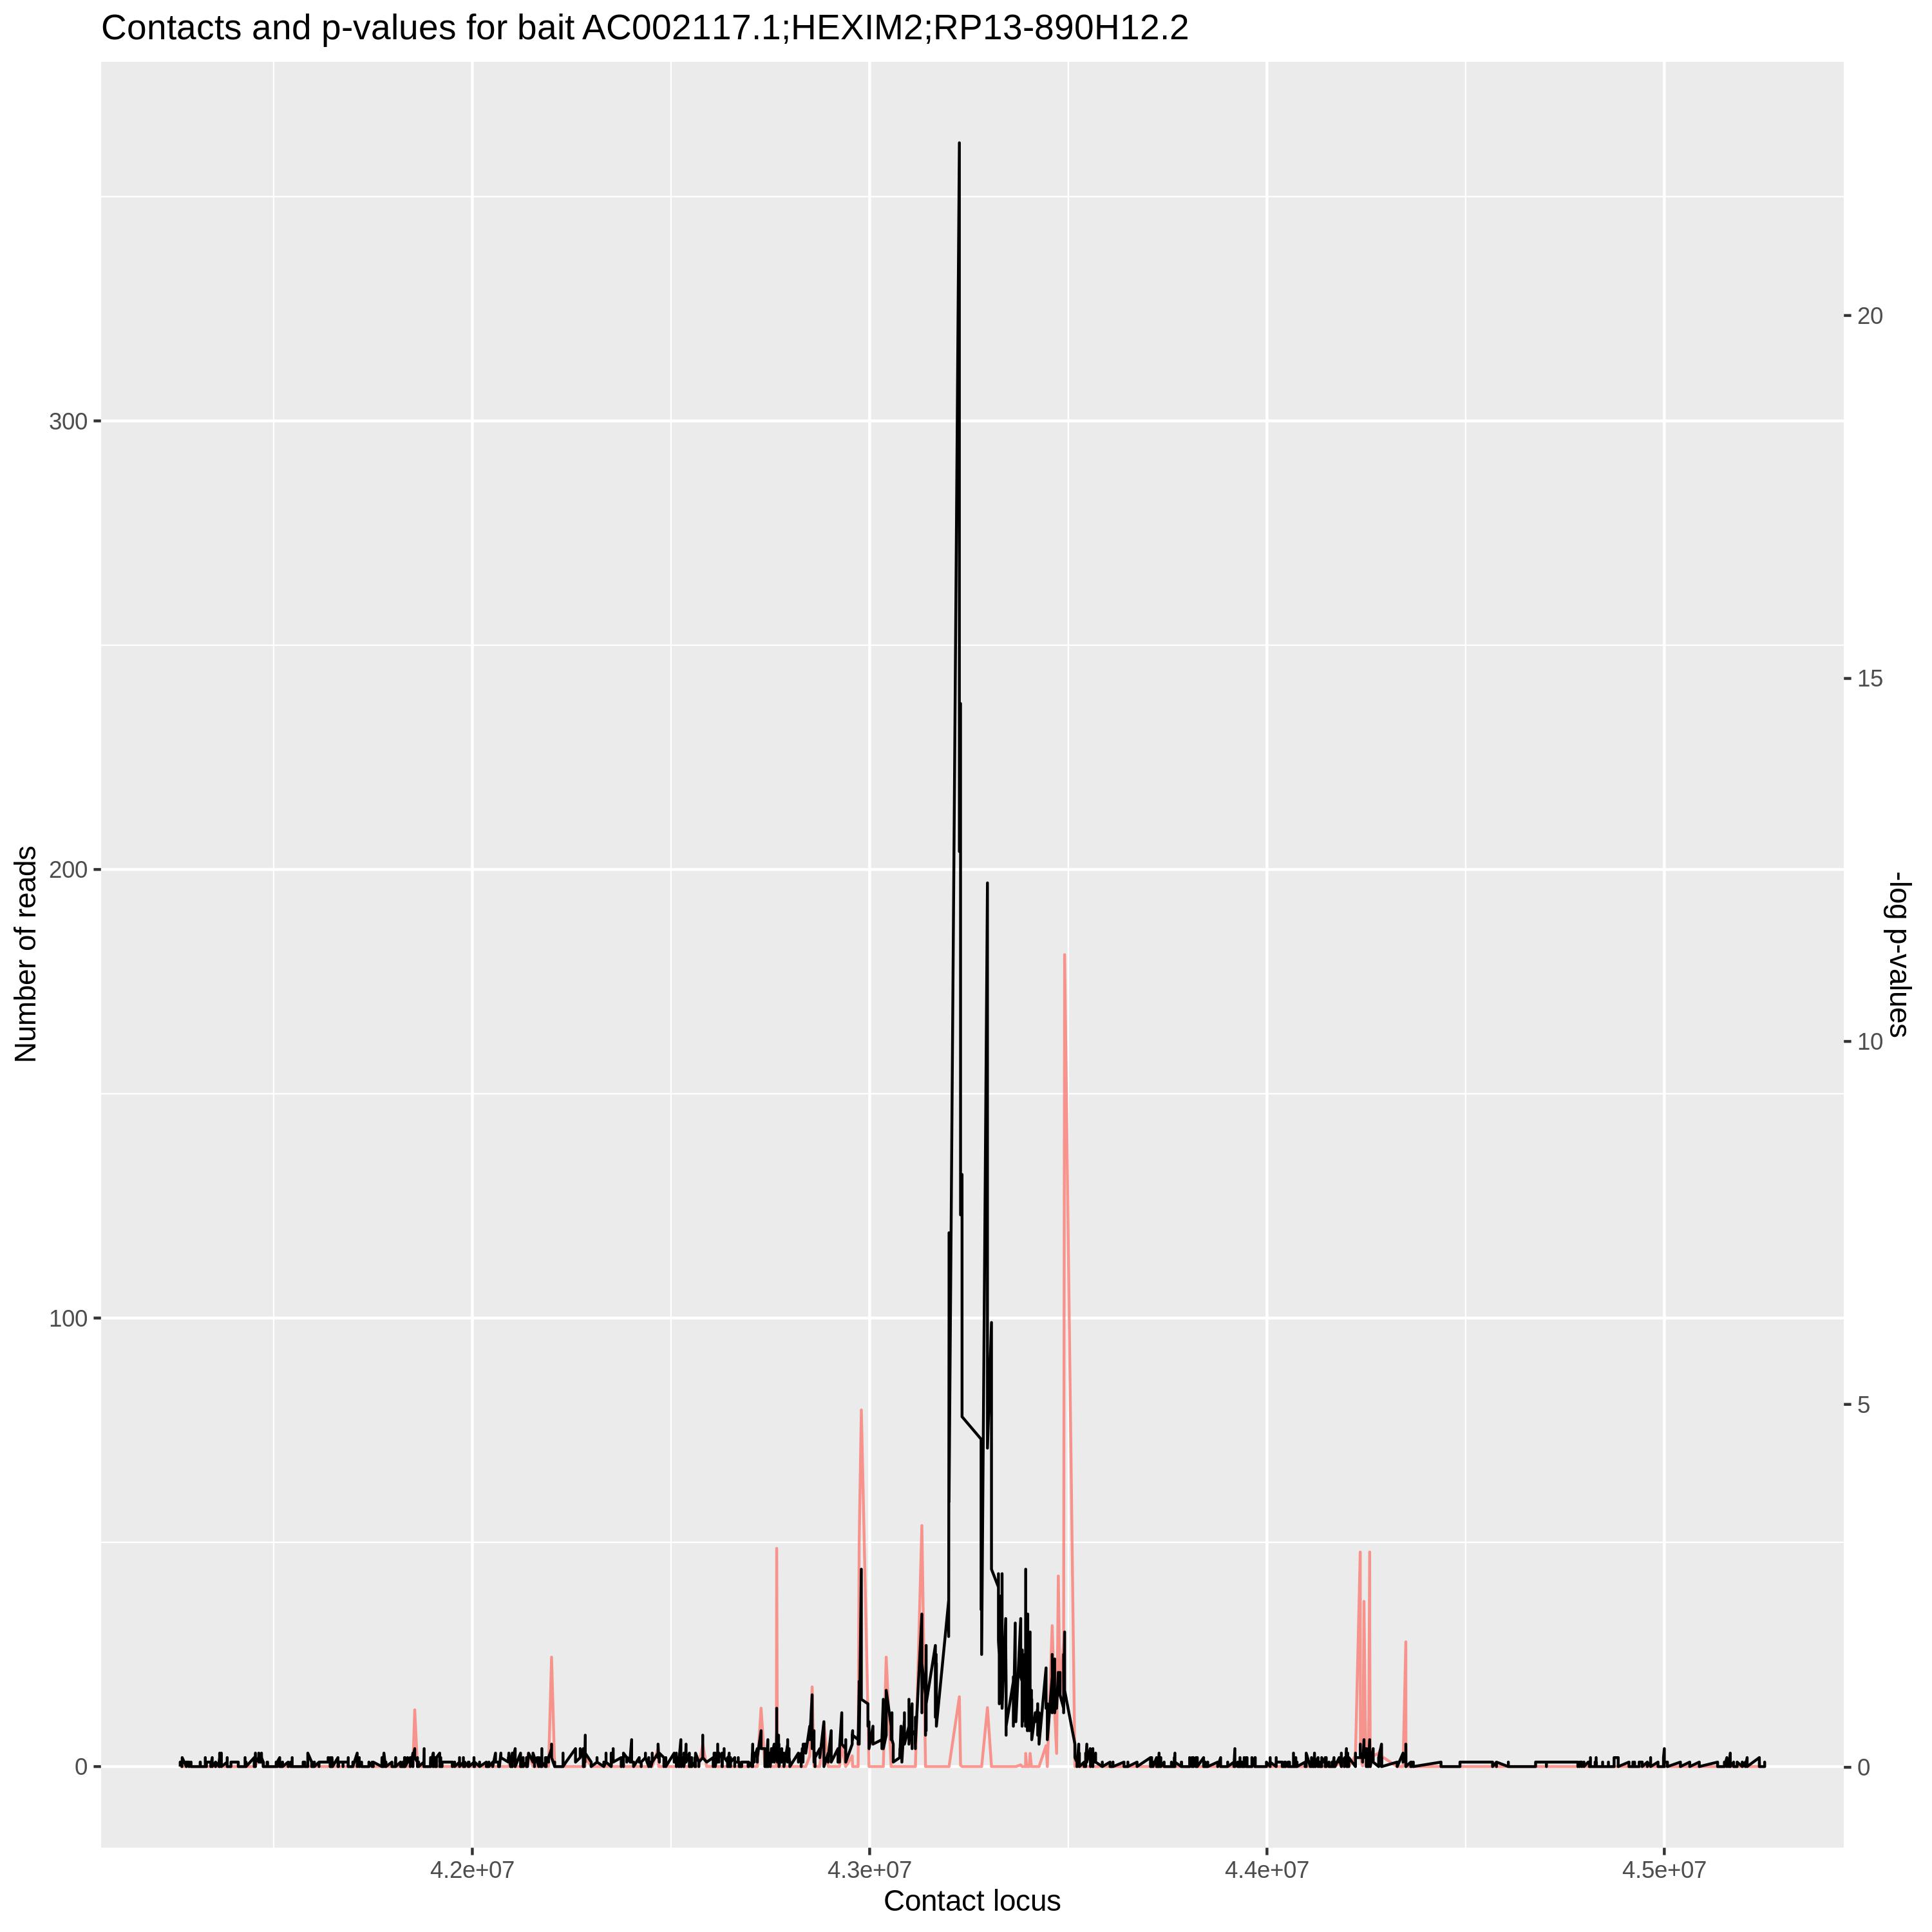 Contacts and p-values for bait AC002117.1;HEXIM2;RP13-890H12.2
Number of reads
300
200
100
0
20
15
10
5
0
-log p-values
4.2e+07 4.3e+07 4.4e+07 4.5e+07
Contact locus